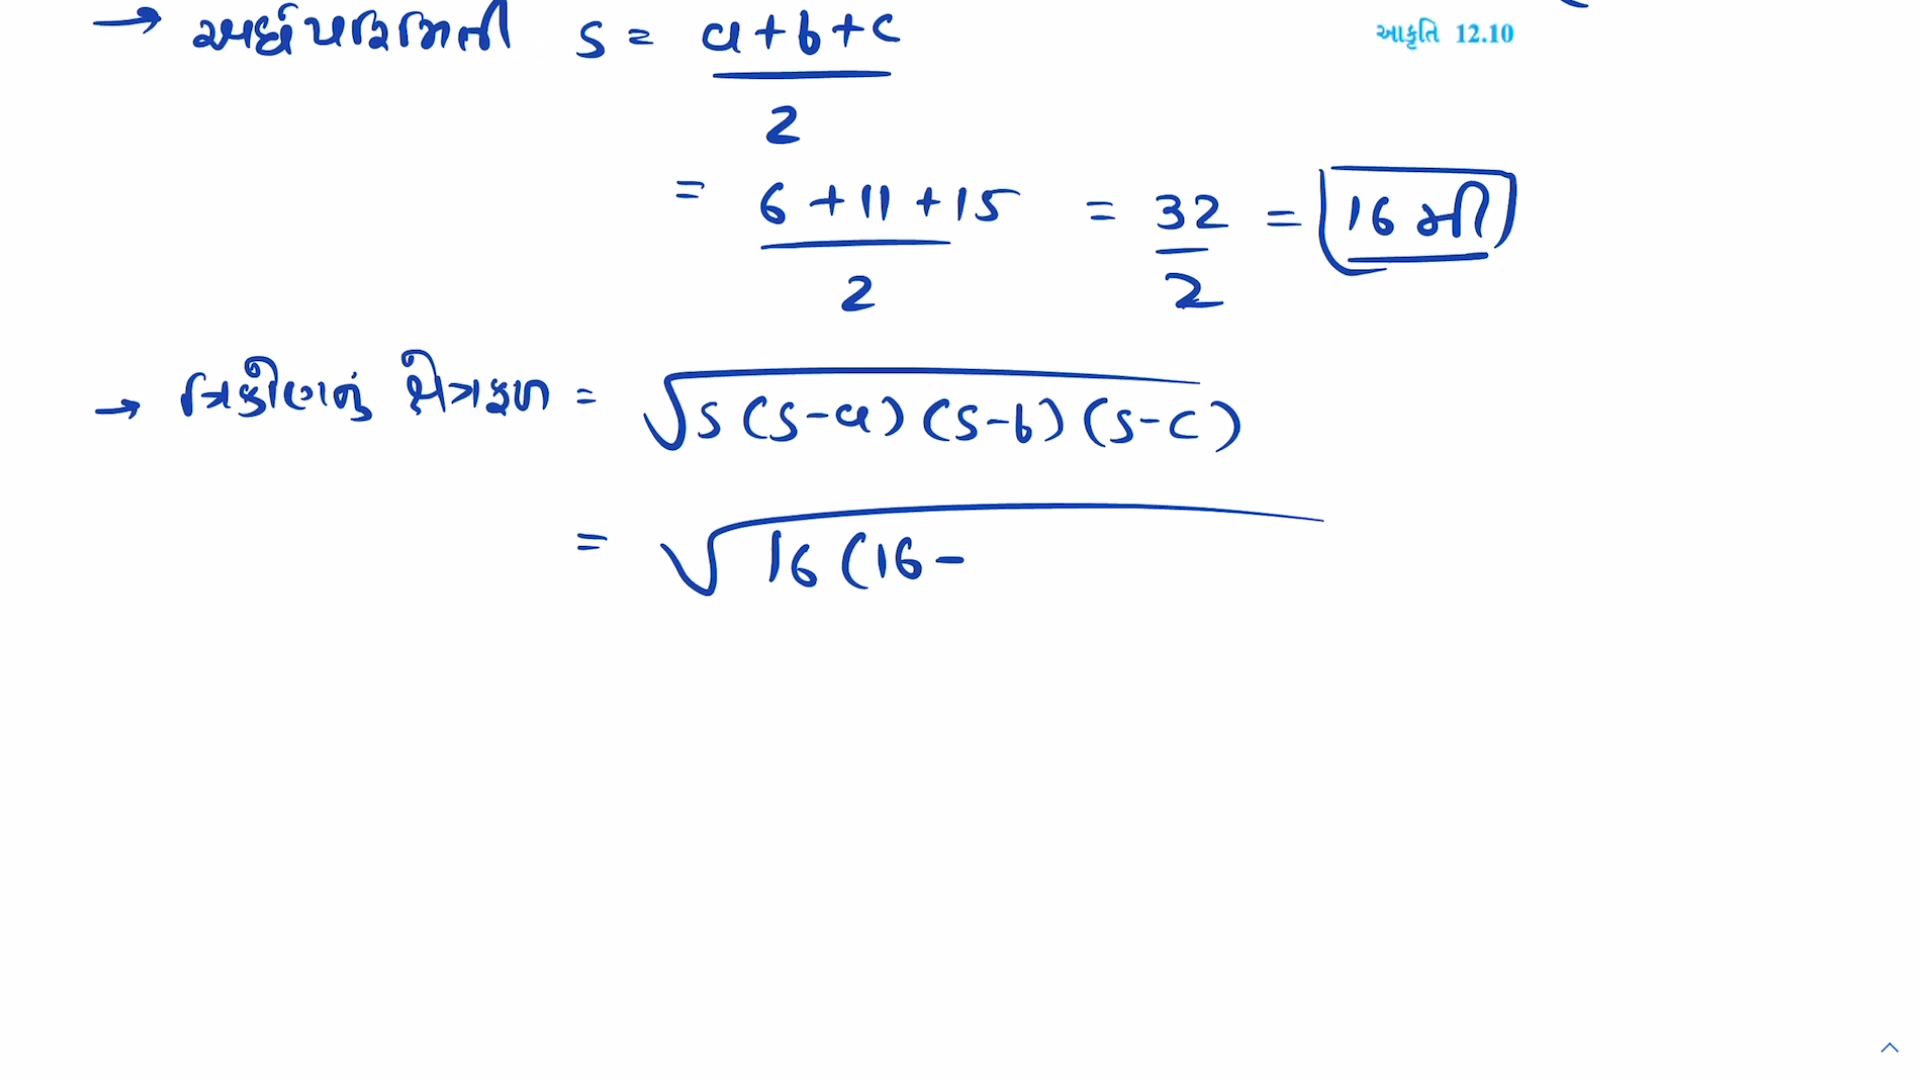 → અર્ધપરિમિતી s = a+b+c / 2
આકૃતિ 12.10
= 6 + 11 + 15 / 2 = 32 / 2 = 16 મી
→ ત્રિકોણનું ક્ષેત્રફળ = √s(s-a)(s-b)(s-c)
= √16(16-